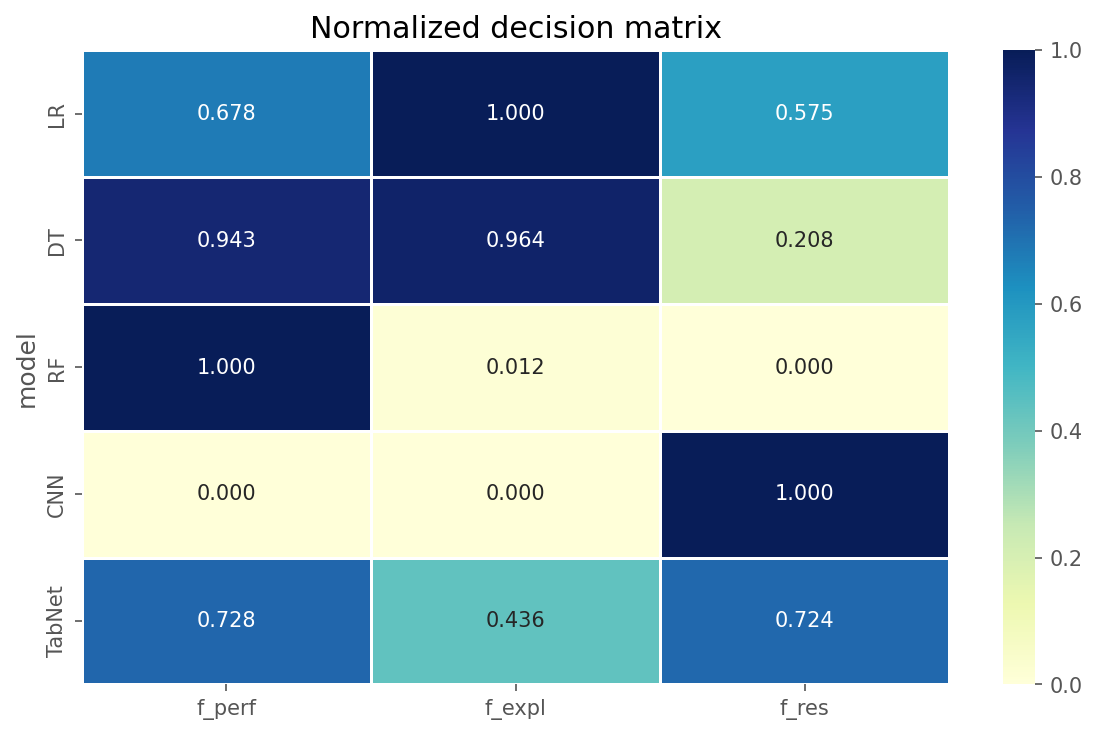 Normalized decision matrix
model
LR 0.678 1.000 0.575
DT 0.943 0.964 0.208
RF 1.000 0.012 0.000
CNN 0.000 0.000 1.000
TabNet 0.728 0.436 0.724
f_perf f_expl f_res
1.0
0.8
0.6
0.4
0.2
0.0